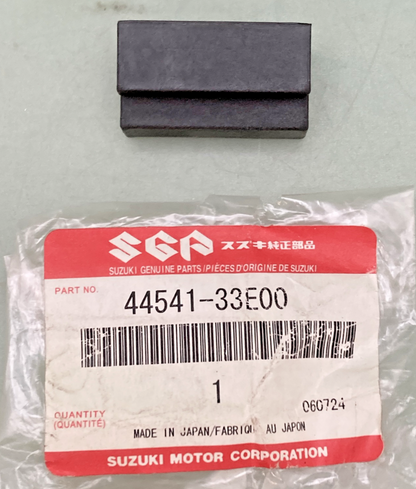 SGP スズキ純正部品
SUZUKI GENUINE PARTS/PIÈCES D'ORIGINE DE SUZUKI
PART NO.
44541-33E00
1
060724
QUANTITY
(QUANTITÉ)
MADE IN JAPAN/FABRIQU AU JAPON
SUZUKI MOTOR CORPORATION